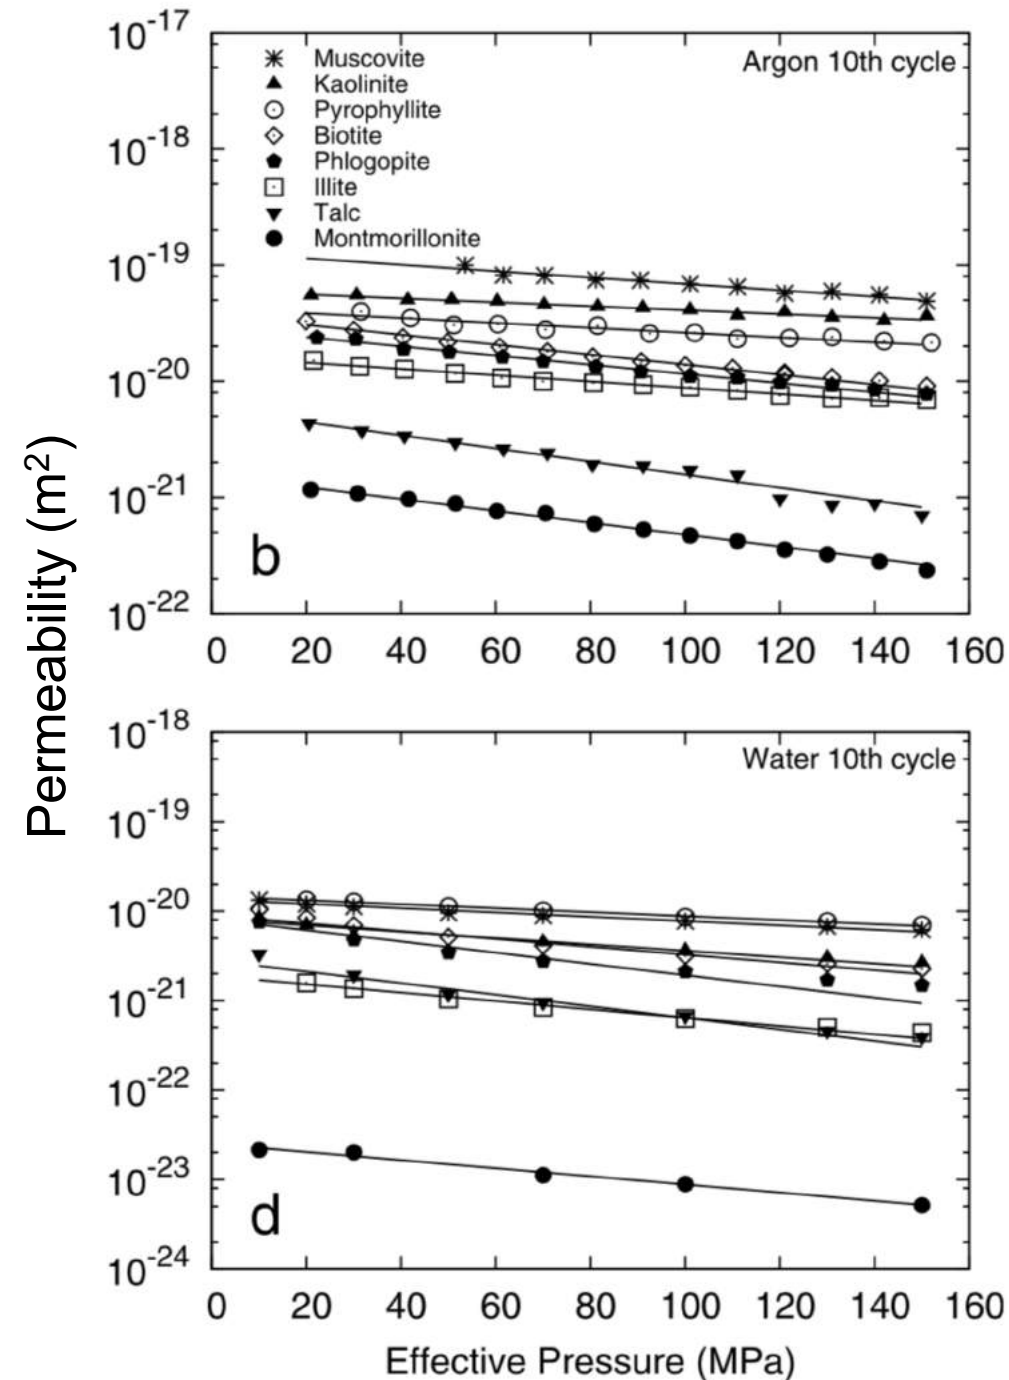 10-17
10-18
10-19
10-20
10-21
10-22
Muscovite
Kaolinite
Pyrophyllite
Biotite
Phlogopite
Illite
Talc
Montmorillonite
Argon 10th cycle
b
0 20 40 60 80 100 120 140 160
Permeability (m2)
10-18
10-19
10-20
10-21
10-22
10-23
10-24
Water 10th cycle
d
0 20 40 60 80 100 120 140 160
Effective Pressure (MPa)